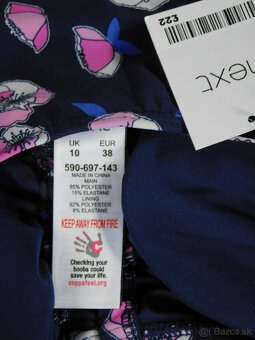 £22
next
UK EUR
10 38
590-697-143
MADE IN CHINA
MAIN
85% POLYESTER
15% ELASTANE
LINING
92% POLYESTER
8% ELASTANE
KEEP AWAY FROM FIRE
Checking your
boobs could
save your life
coppafeel.org
© Bazos.sk